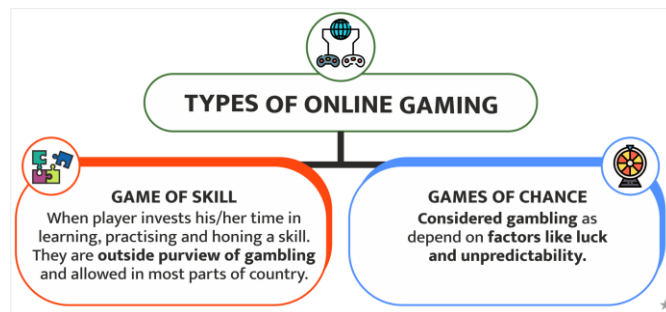 TYPES OF ONLINE GAMING
GAME OF SKILL
When player invests his/her time in
learning, practising and honing a skill.
They are outside purview of gambling
and allowed in most parts of country.
GAMES OF CHANCE
Considered gambling as
depend on factors like luck
and unpredictability.